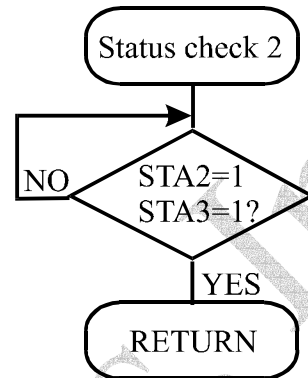 Status check 2
NO
STA2=1
STA3=1?
YES
RETURN